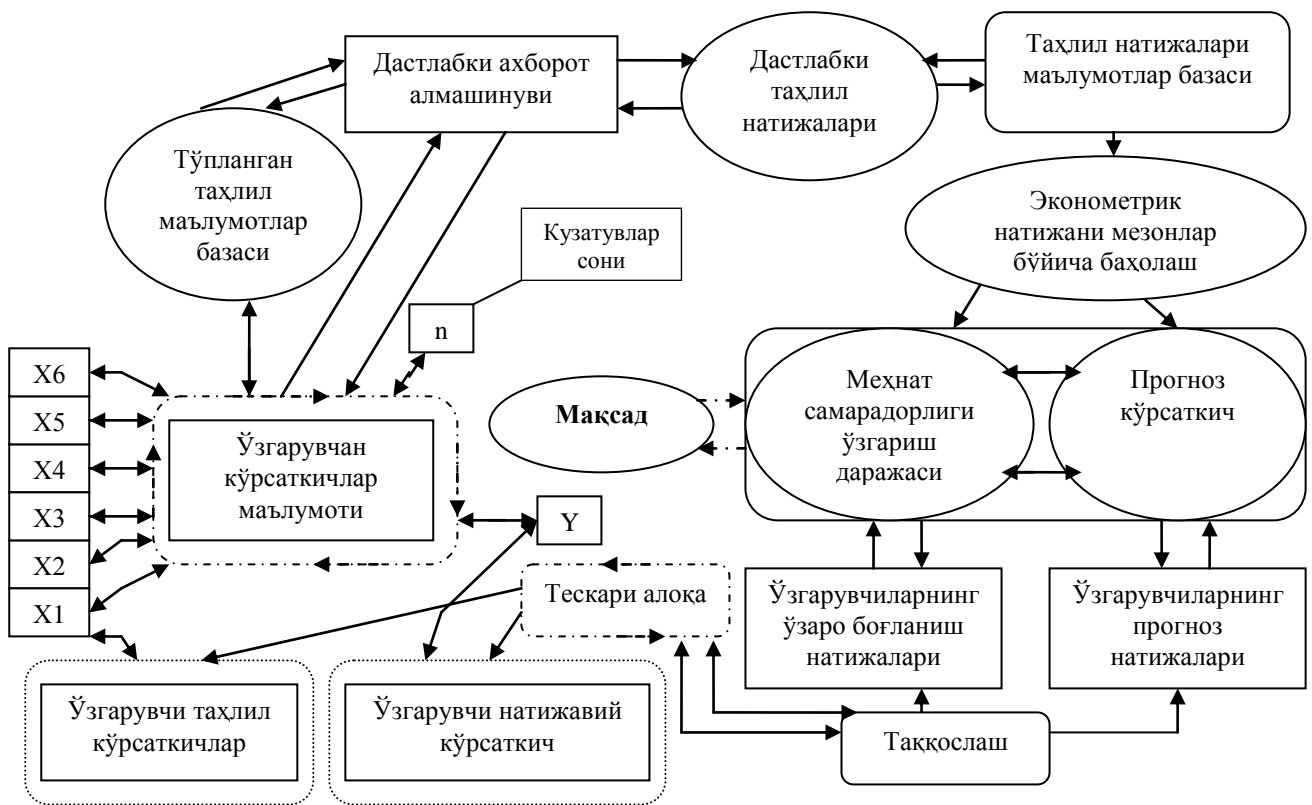 Дастлабки ахборот
алмашинуви
Дастлабки
таҳлил
натижалари
Таҳлил натижалари
маълумотлар базаси
Тўпланган
таҳлил
маълумотлар
базаси
Кузатувлар
сони
n
Эконометрик
натижани мезонлар
бўйича баҳолаш
X6
X5
X4
X3
X2
X1
Ўзгарувчан
кўрсаткичлар
маълумоти
Y
Мақсад
Меҳнат
самарадорлиги
ўзгариш
даражаси
Прогноз
кўрсаткич
Тескари алоқа
Ўзгарувчиларнинг
ўзаро боғланиш
натижалари
Ўзгарувчиларнинг
прогноз
натижалари
Ўзгарувчи таҳлил
кўрсаткичлар
Ўзгарувчи натижавий
кўрсаткич
Таққослаш